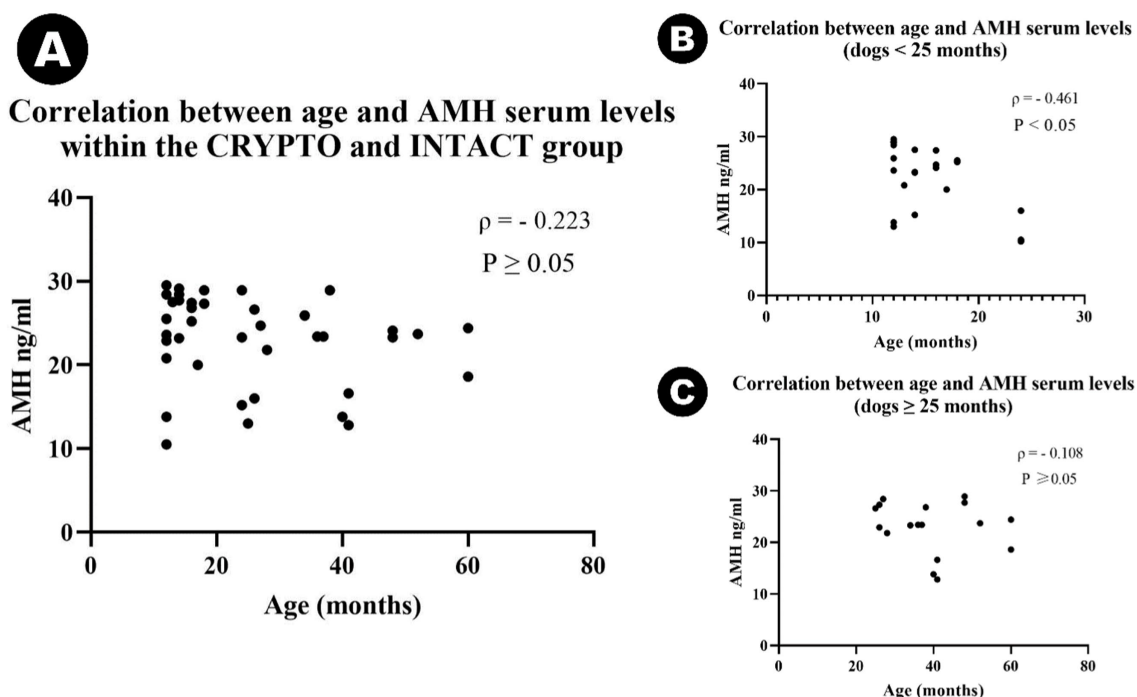 A
Correlation between age and AMH serum levels
within the CRYPTO and INTACT group
ρ = - 0.223
P ≥ 0.05
AMH ng/ml
40
30
20
10
0
0 20 40 60 80
Age (months)
B
Correlation between age and AMH serum levels
(dogs < 25 months)
ρ = - 0.461
P < 0.05
AMH ng/ml
40
30
20
10
0
0 10 20 30
Age (months)
C
Correlation between age and AMH serum levels
(dogs ≥ 25 months)
ρ = - 0.108
P ⩾0.05
AMH ng/ml
40
30
20
10
0
0 20 40 60 80
Age (months)